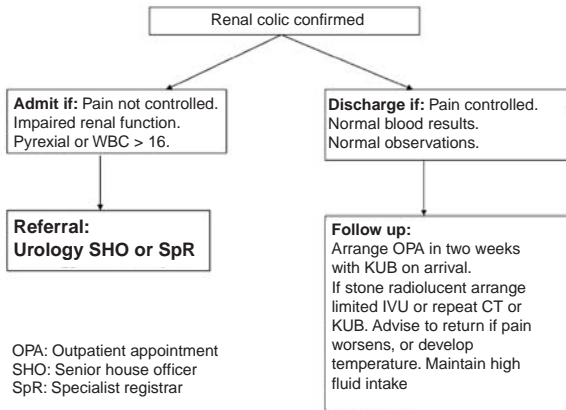 Renal colic confirmed
Admit if: Pain not controlled.
Impaired renal function.
Pyrexial or WBC > 16.
Discharge if: Pain controlled.
Normal blood results.
Normal observations.
Referral:
Urology SHO or SpR
Follow up:
Arrange OPA in two weeks
with KUB on arrival.
If stone radiolucent arrange
limited IVU or repeat CT or
KUB. Advise to return if pain
worsens, or develop
temperature. Maintain high
fluid intake
OPA: Outpatient appointment
SHO: Senior house officer
SpR: Specialist registrar